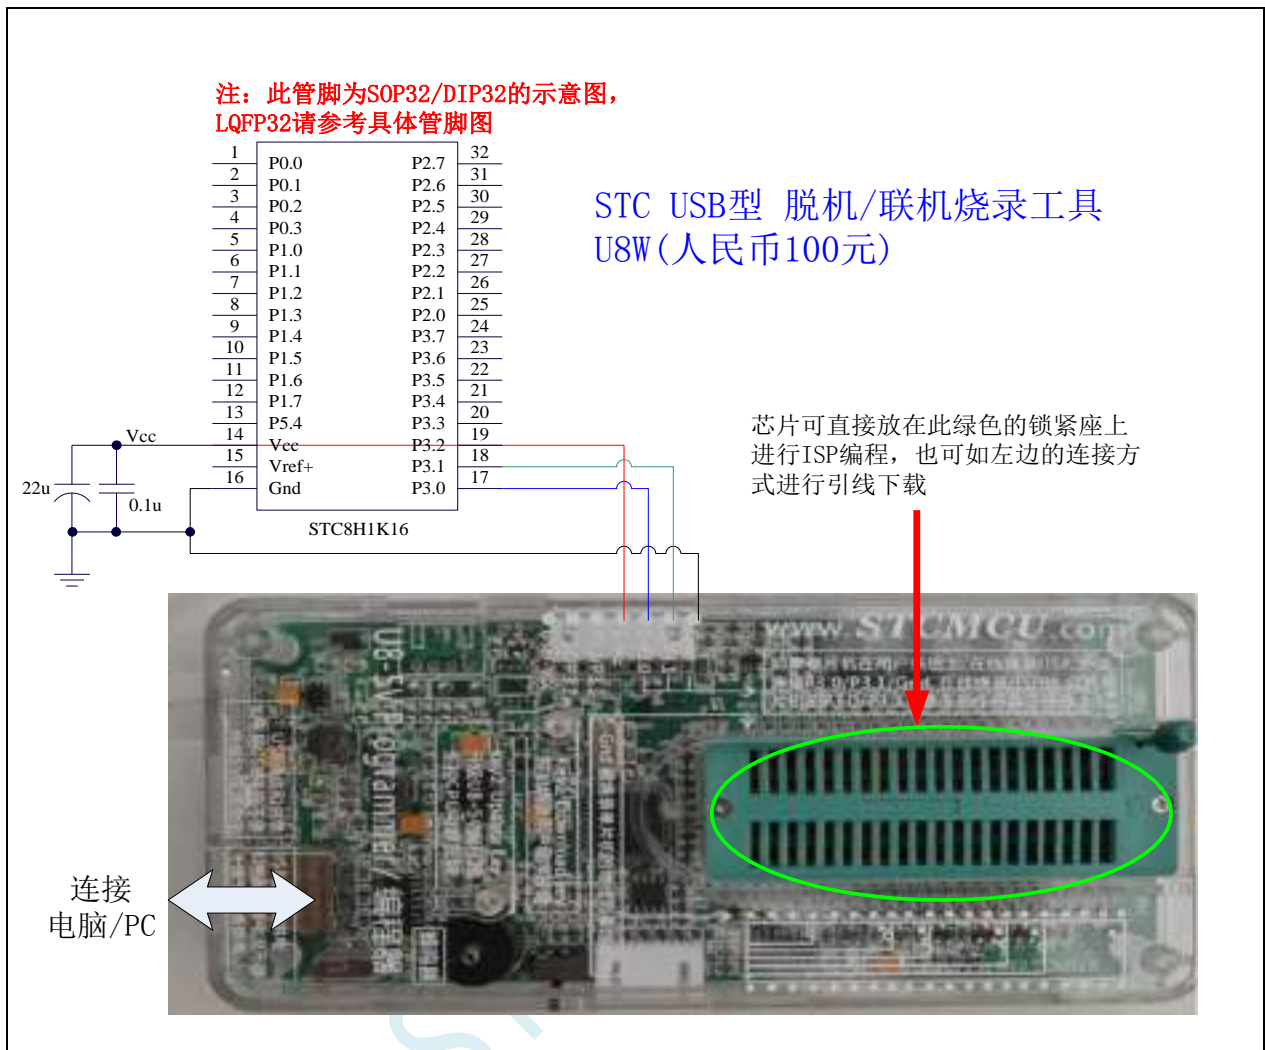 注：此管脚为SOP32/DIP32的示意图，
LQFP32请参考具体管脚图
STC USB型 脱机/联机烧录工具
U8W(人民币100元)
1 P0.0 P2.7 32
2 P0.1 P2.6 31
3 P0.2 P2.5 30
4 P0.3 P2.4 29
5 P1.0 P2.3 28
6 P1.1 P2.2 27
7 P1.2 P2.1 26
8 P1.3 P2.0 25
9 P1.4 P3.7 24
10 P1.5 P3.6 23
11 P1.6 P3.5 22
12 P1.7 P3.4 21
13 P5.4 P3.3 20
14 Vcc P3.2 19
15 Vref+ P3.1 18
16 Gnd P3.0 17
Vcc
22u
0.1u
STC8H1K16
芯片可直接放在此绿色的锁紧座上
进行ISP编程，也可如左边的连接方
式进行引线下载
www.STCMCU.com
U8-5V Programmer
连接
电脑/PC